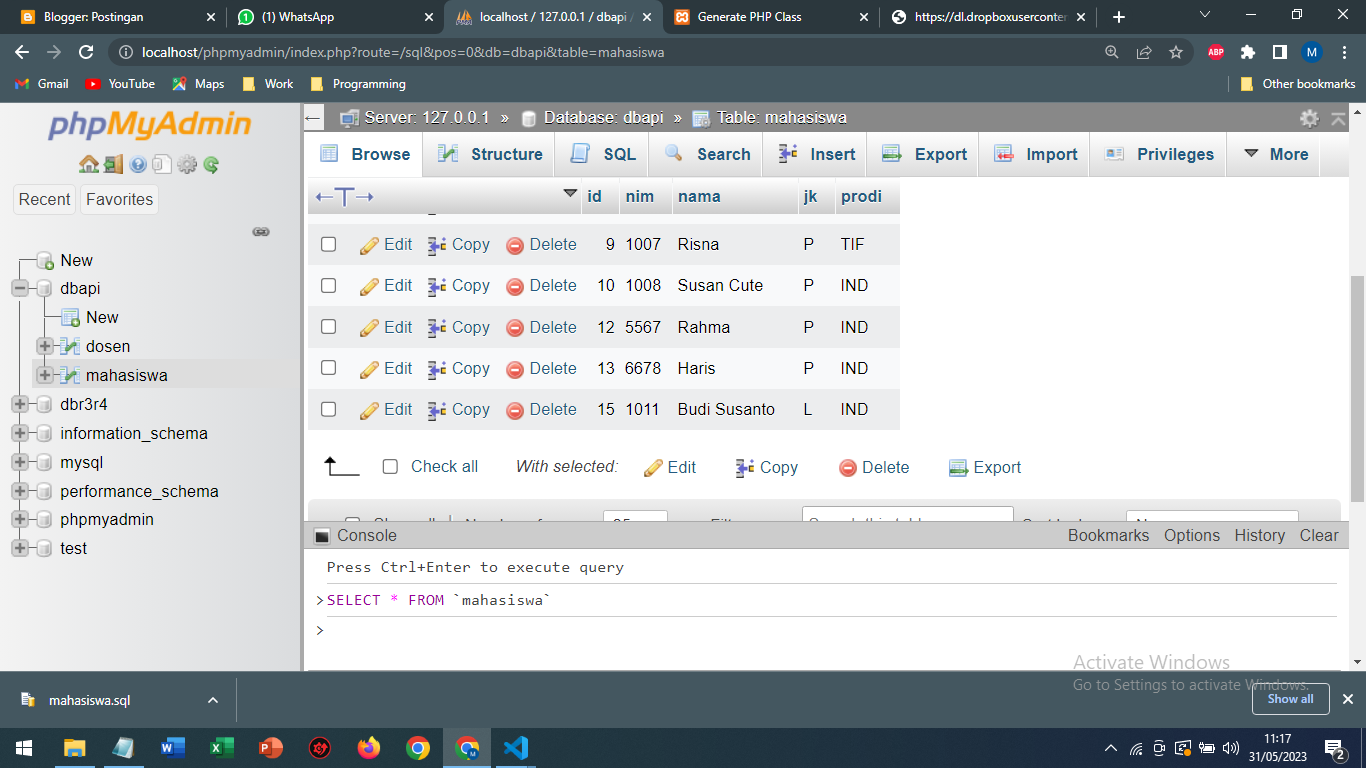 Blogger: Postingan
(1) WhatsApp
localhost / 127.0.0.1 / dbapi /
Generate PHP Class
https://dl.dropboxuserconter
localhost/phpmyadmin/index.php?route=/sql&pos=0&db=dbapi&table=mahasiswa
ABP
M
Gmail
YouTube
Maps
Work
Programming
Other bookmarks
phpMyAdmin
Recent
Favorites
New
dbapi
New
dosen
mahasiswa
dbr3r4
information_schema
mysql
performance_schema
phpmyadmin
test
Server: 127.0.0.1 » Database: dbapi » Table: mahasiswa
Browse Structure SQL Search Insert Export Import Privileges More
id nim nama jk prodi
Edit Copy Delete 9 1007 Risna P TIF
Edit Copy Delete 10 1008 Susan Cute P IND
Edit Copy Delete 12 5567 Rahma P IND
Edit Copy Delete 13 6678 Haris P IND
Edit Copy Delete 15 1011 Budi Susanto L IND
Check all With selected: Edit Copy Delete Export
Console Bookmarks Options History Clear
Press Ctrl+Enter to execute query
>SELECT * FROM `mahasiswa`
>
Activate Windows
Go to Settings to activate Windows.
mahasiswa.sql
Show all
11:17
31/05/2023
2